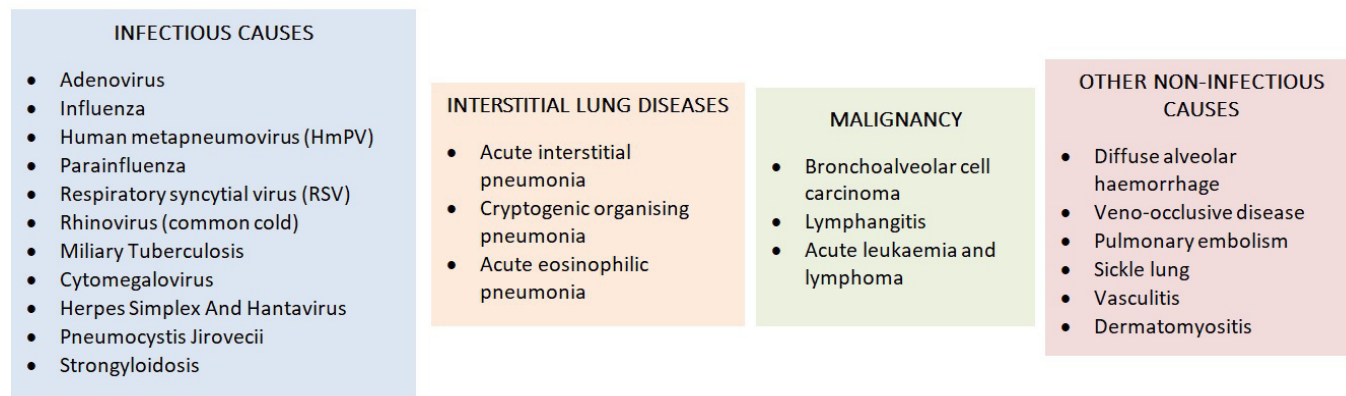 INFECTIOUS CAUSES
• Adenovirus
• Influenza
• Human metapneumovirus (HmPV)
• Parainfluenza
• Respiratory syncytial virus (RSV)
• Rhinovirus (common cold)
• Miliary Tuberculosis
• Cytomegalovirus
• Herpes Simplex And Hantavirus
• Pneumocystis Jirovecii
• Strongyloidosis
INTERSTITIAL LUNG DISEASES
• Acute interstitial
pneumonia
• Cryptogenic organising
pneumonia
• Acute eosinophilic
pneumonia
MALIGNANCY
• Bronchoalveolar cell
carcinoma
• Lymphangitis
• Acute leukaemia and
lymphoma
OTHER NON-INFECTIOUS
CAUSES
• Diffuse alveolar
haemorrhage
• Veno-occlusive disease
• Pulmonary embolism
• Sickle lung
• Vasculitis
• Dermatomyositis